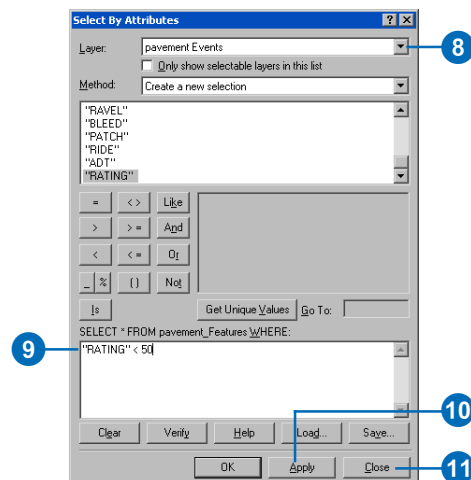 Select By Attributes
Layer: pavement Events
8
Only show selectable layers in this list
Method: Create a new selection
"RAVEL"
"BLEED"
"PATCH"
"RIDE"
"ADT"
"RATING"
= < > Like
> > = And
< < = Or
_ % ( ) Not
Is Get Unique Values Go To:
SELECT * FROM pavement_Features WHERE:
9
"RATING" < 50
10
Clear Verify Help Load... Save...
OK Apply Close
11